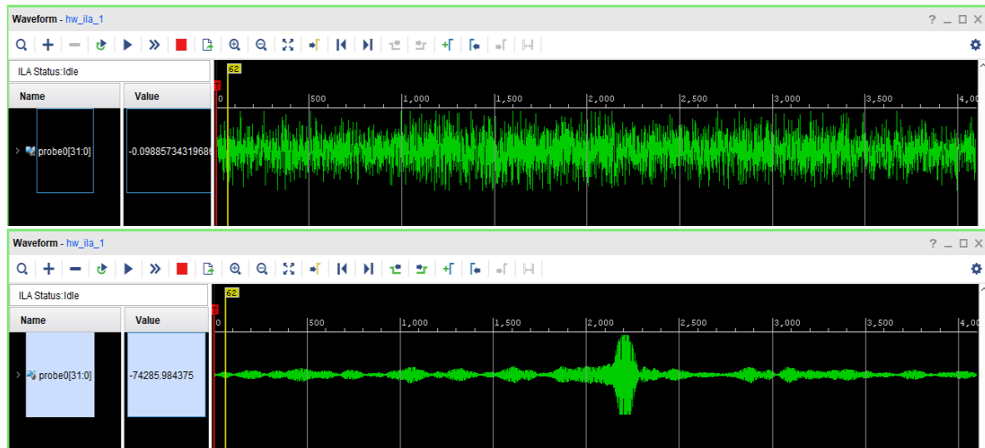 Waveform - hw_ila_1
? _ □ X
ILA Status:Idle
Name Value
62
0 500 1,000 1,500 2,000 2,500 3,000 3,500 4,0
probe0[31:0] -0.0988573431968
Waveform - hw_ila_1
? _ □ X
ILA Status:Idle
Name Value
62
0 500 1,000 1,500 2,000 2,500 3,000 3,500 4,0
probe0[31:0] -74285.984375